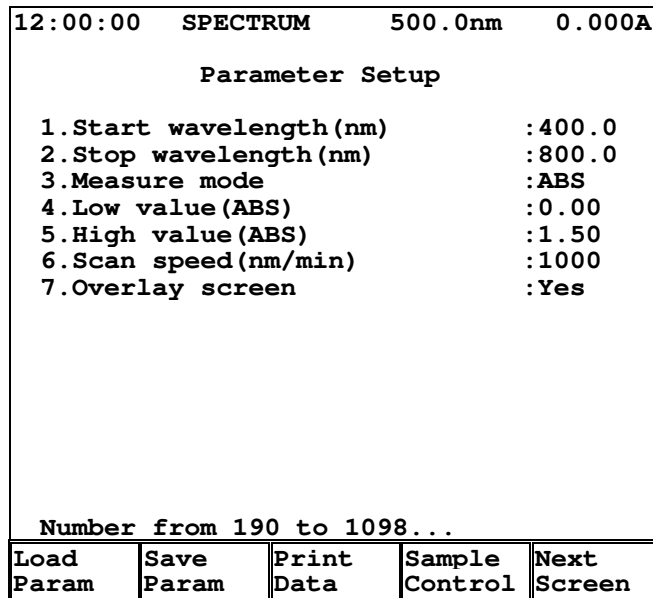 12:00:00 SPECTRUM 500.0nm 0.000A
Parameter Setup
1.Start wavelength(nm) :400.0
2.Stop wavelength(nm) :800.0
3.Measure mode :ABS
4.Low value(ABS) :0.00
5.High value(ABS) :1.50
6.Scan speed(nm/min) :1000
7.Overlay screen :Yes
Number from 190 to 1098...
Load Param
Save Param
Print Data
Sample Control
Next Screen